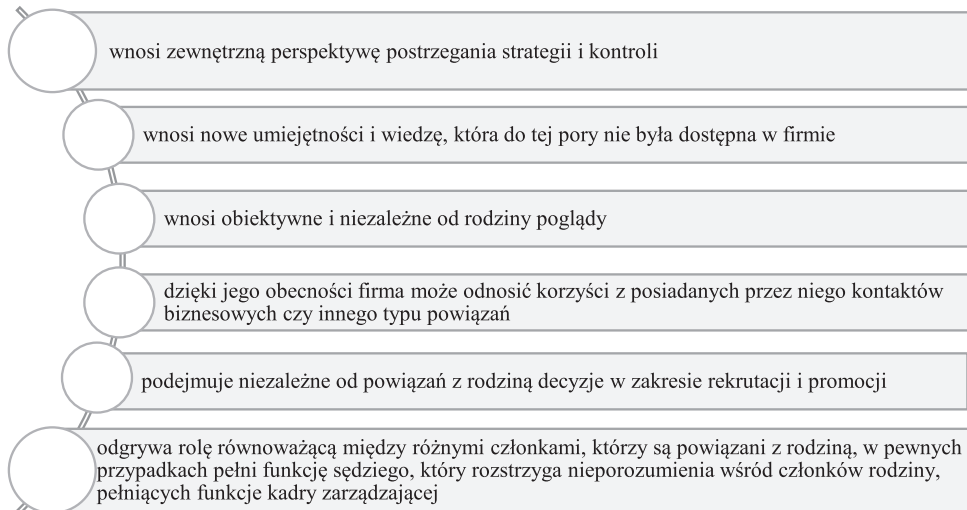 wnosi zewnętrzną perspektywę postrzegania strategii i kontroli
wnosi nowe umiejętności i wiedzę, która do tej pory nie była dostępna w firmie
wnosi obiektywne i niezależne od rodziny poglądy
dzięki jego obecności firma może odnosić korzyści z posiadanych przez niego kontaktów
biznesowych czy innego typu powiązań
podejmuje niezależne od powiązań z rodziną decyzje w zakresie rekrutacji i promocji
odgrywa rolę równoważącą między różnymi członkami, którzy są powiązani z rodziną, w pewnych
przypadkach pełni funkcję sędziego, który rozstrzyga nieporozumienia wśród członków rodziny,
pełniących funkcje kadry zarządzającej